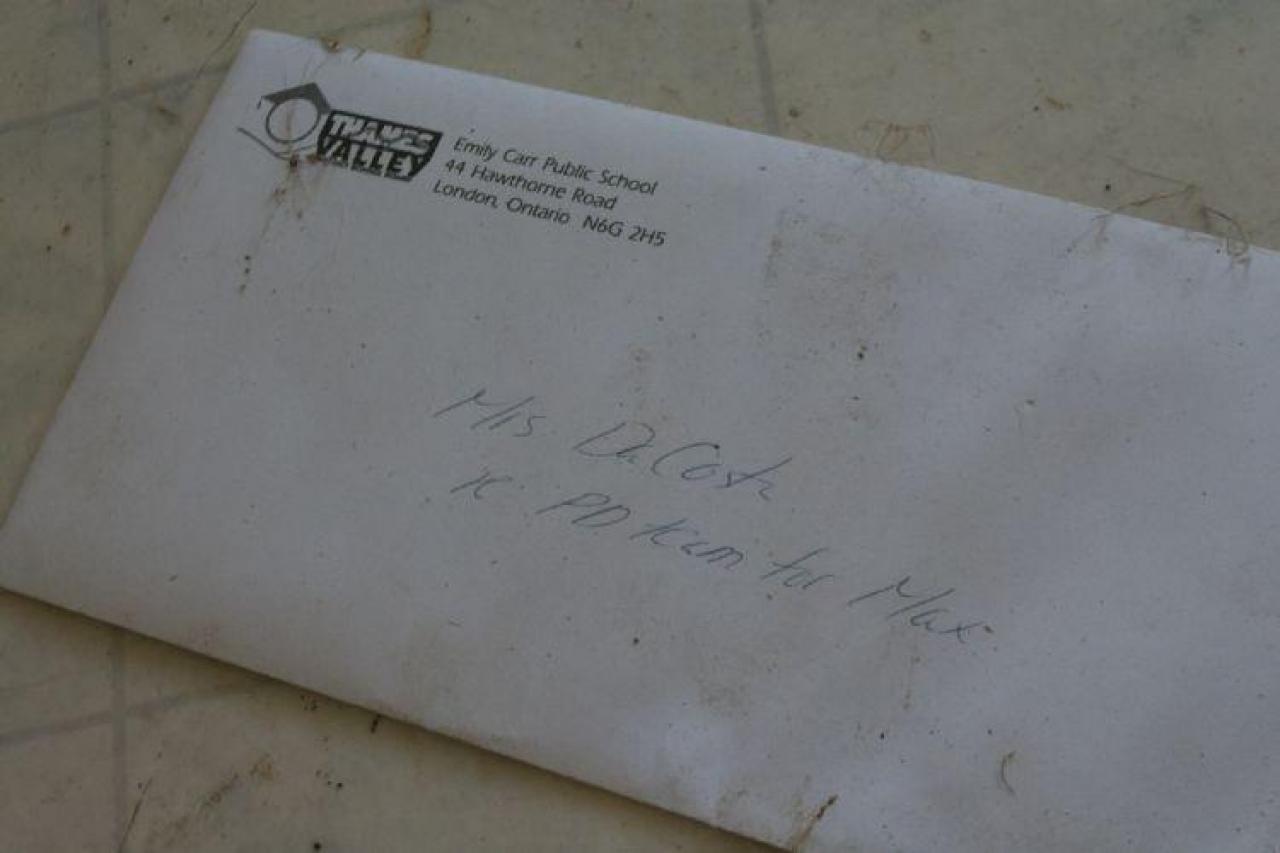 THAMES
VALLEY
Emily Carr Public School
44 Hawthorne Road
London, Ontario N6G 2H5
Mrs. DaCosta
re PD. team for Max